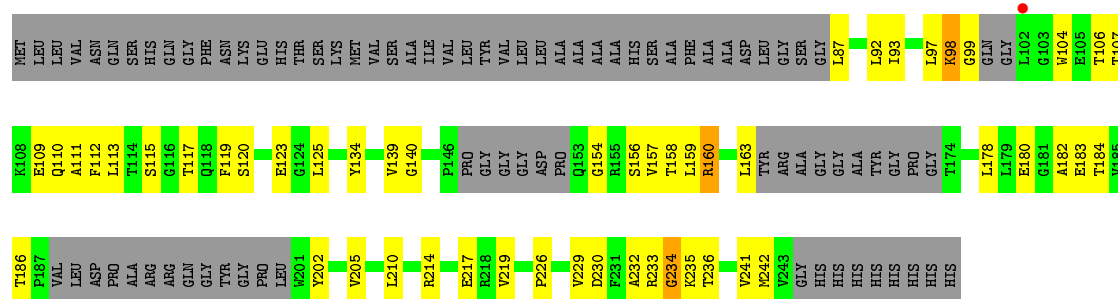 MET LEU LEU VAL ASN GLN SER HIS GLN GLY PHE ASN LYS GLU HIS THR SER LYS MET VAL SER ALA ILE VAL LEU TYR VAL LEU LEU ALA ALA ALA ALA HIS SER ALA PHE ALA ALA ASP LEU GLY SER GLY L87 L92 I93 L97 K98 G99 GLN GLY L102 G103 W104 E105 T106 T107
K108 E109 Q110 A111 F112 L113 T114 S115 G116 T117 Q118 F119 S120 E123 G124 L125 Y134 V139 G140 P146 PRO GLY GLY GLY ASP PRO Q153 G154 R155 S156 V157 T158 L159 R160 L163 TYR ARG ALA GLY GLY ALA TYR GLY PRO GLY T174 L178 L179 E180 G181 A182 E183 T184 V185
T186 P187 VAL LEU ASP PRO ALA ARG ARG GLN GLY TYR GLY PRO LEU W201 Y202 V205 L210 R214 E217 R218 V219 P226 V229 D230 F231 A232 R233 G234 K235 T236 V241 M242 V243 GLY HIS HIS HIS HIS HIS HIS HIS HIS